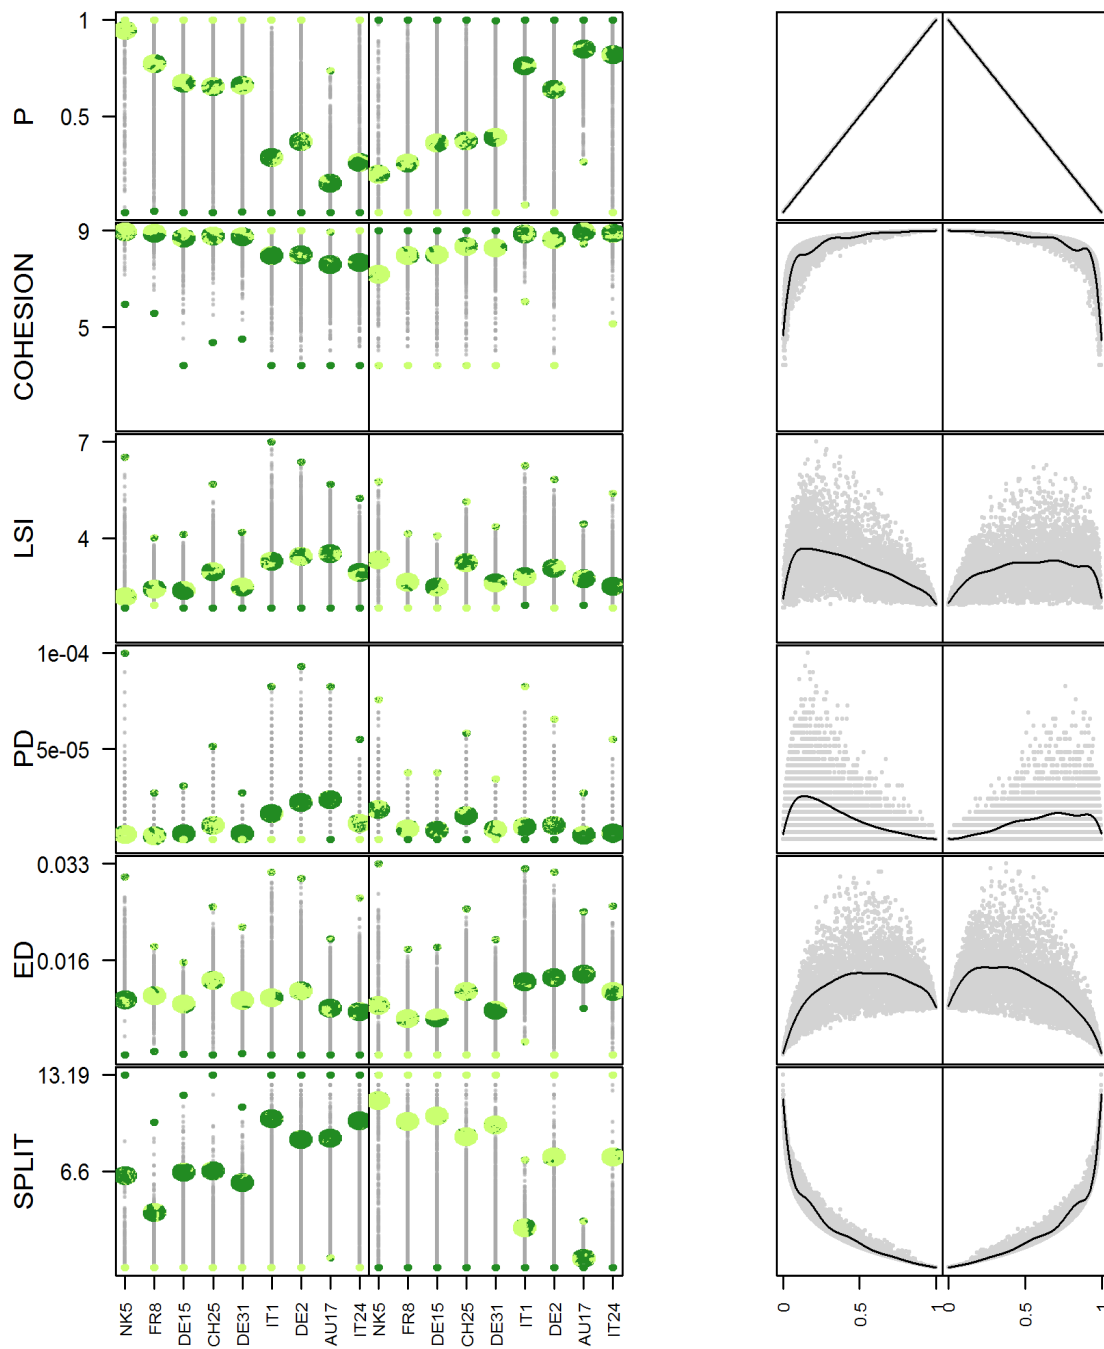 P
1
0.5
COHESION
9
5
LSI
7
4
PD
1e-04
5e-05
ED
0.033
0.016
SPLIT
13.19
6.6
NK5 FR8 DE15 CH25 DE31 IT1 DE2 AU17 IT24 NK5 FR8 DE15 CH25 DE31 IT1 DE2 AU17 IT24
0 0.5 1 0 0.5 1